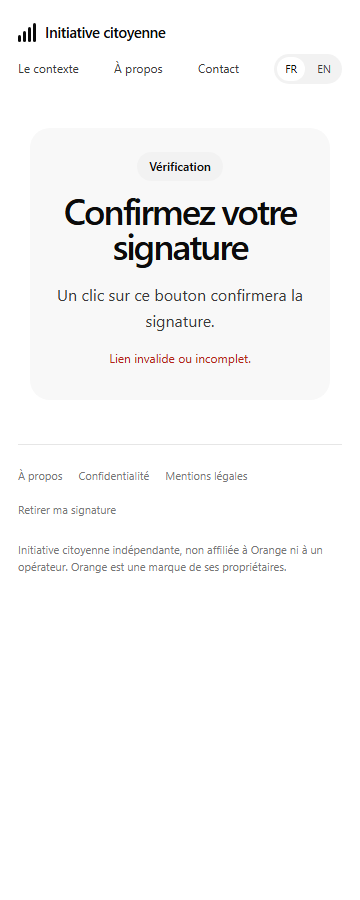 Initiative citoyenne
Le contexte
À propos
Contact
FR
EN
Vérification
Confirmez votre
signature
Un clic sur ce bouton confirmera la
signature.
Lien invalide ou incomplet.
À propos
Confidentialité
Mentions légales
Retirer ma signature
Initiative citoyenne indépendante, non affiliée à Orange ni à un
opérateur. Orange est une marque de ses propriétaires.